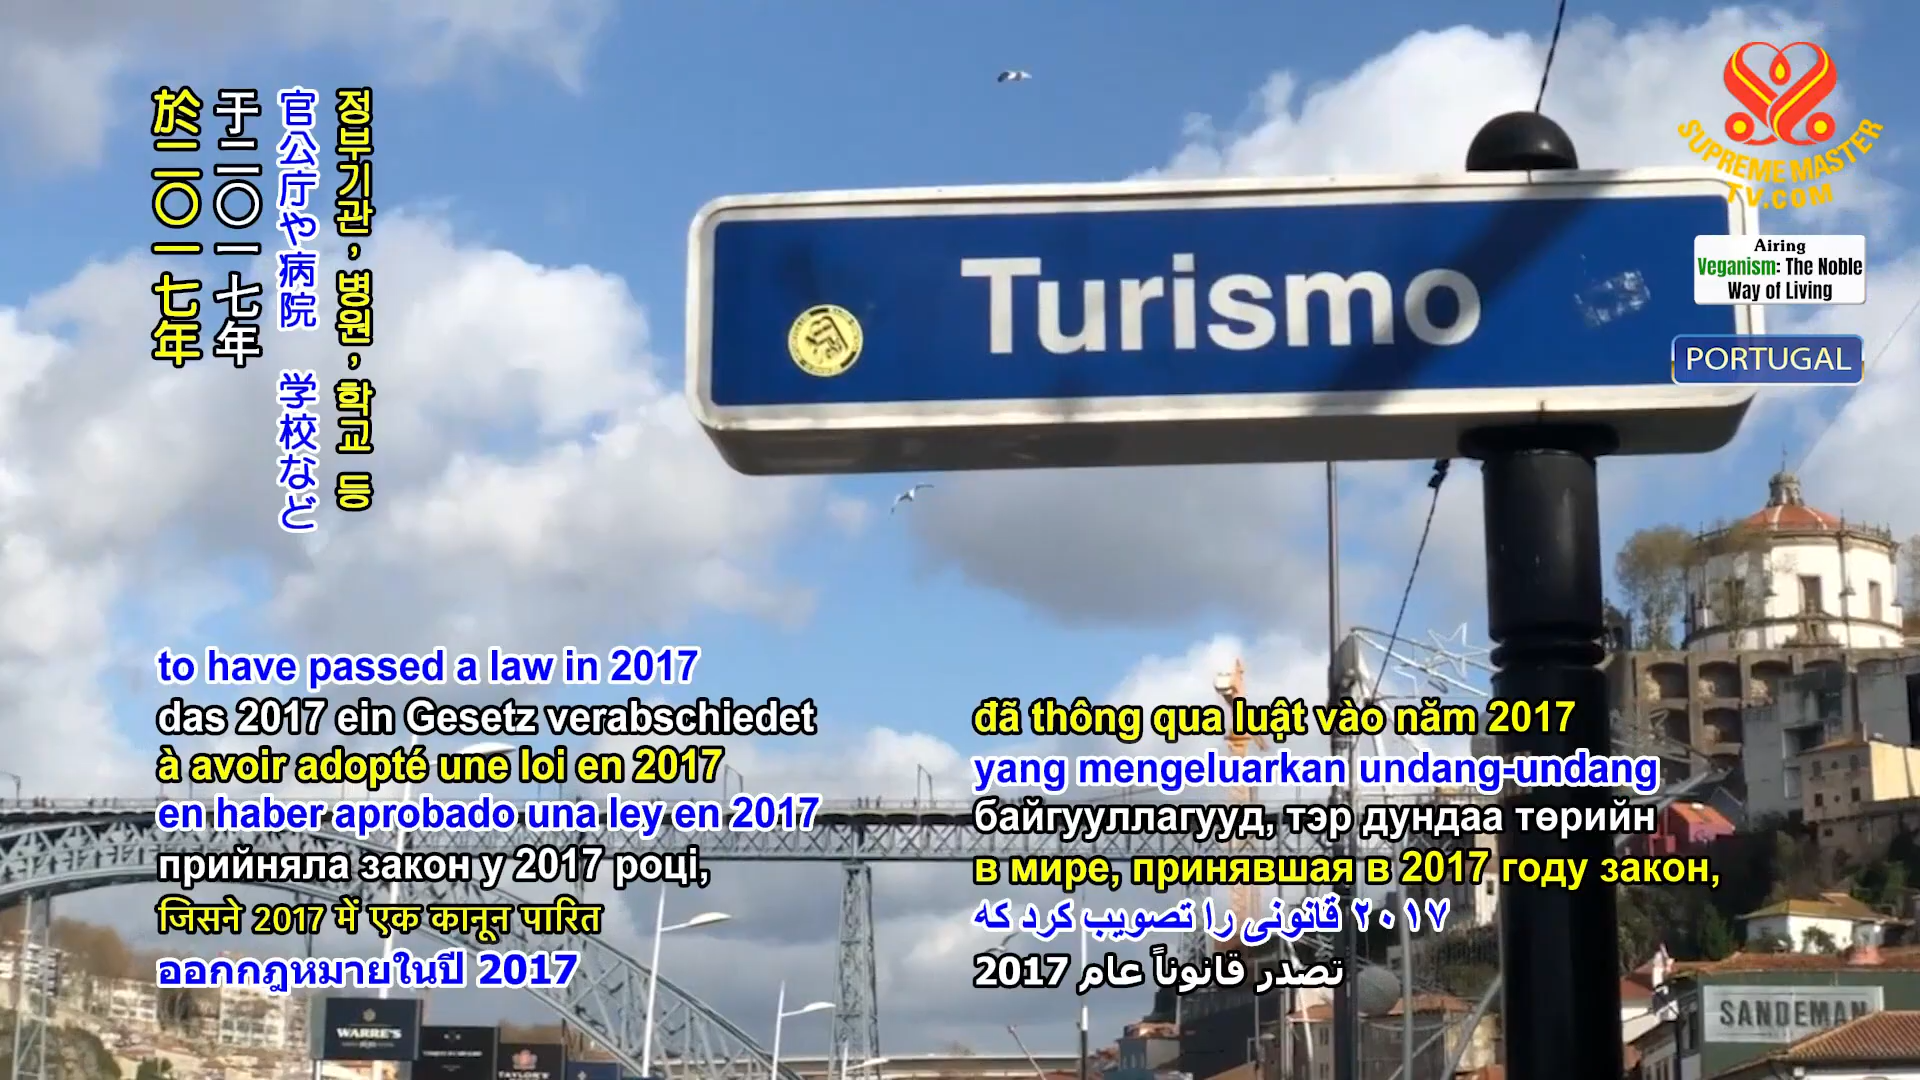 於二〇一七年
于二〇一七年
官公庁や病院 学校など
정부기관, 병원, 학교 등
Turismo
SUPREME MASTER
TV.COM
Airing
Veganism: The Noble
Way of Living
PORTUGAL
to have passed a law in 2017
das 2017 ein Gesetz verabschiedet
à avoir adopté une loi en 2017
en haber aprobado una ley en 2017
прийняла закон у 2017 році,
जिसने 2017 में एक कानून पारित
ออกกฎหมายในปี 2017
đã thông qua luật vào năm 2017
yang mengeluarkan undang-undang
байгууллагууд, тэр дундаа төрийн
в мире, принявшая в 2017 году закон,
۲۰۱۷ قانونی را تصویب کرد که
تصدر قانوناً عام 2017
WARRE'S
TAYLOR'S
SANDEMAN